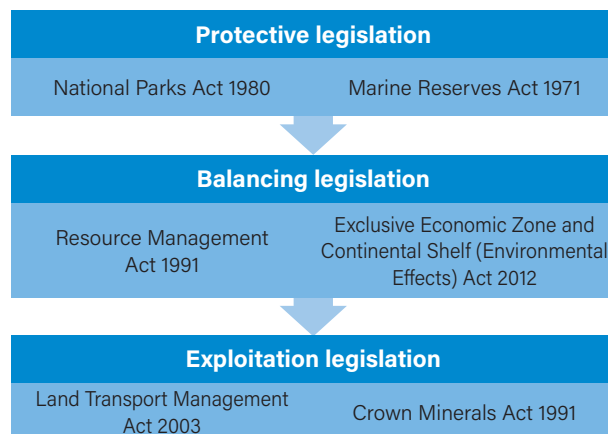 Protective legislation
National Parks Act 1980
Marine Reserves Act 1971
Balancing legislation
Resource Management
Act 1991
Exclusive Economic Zone and
Continental Shelf (Environmental
Effects) Act 2012
Exploitation legislation
Land Transport Management
Act 2003
Crown Minerals Act 1991